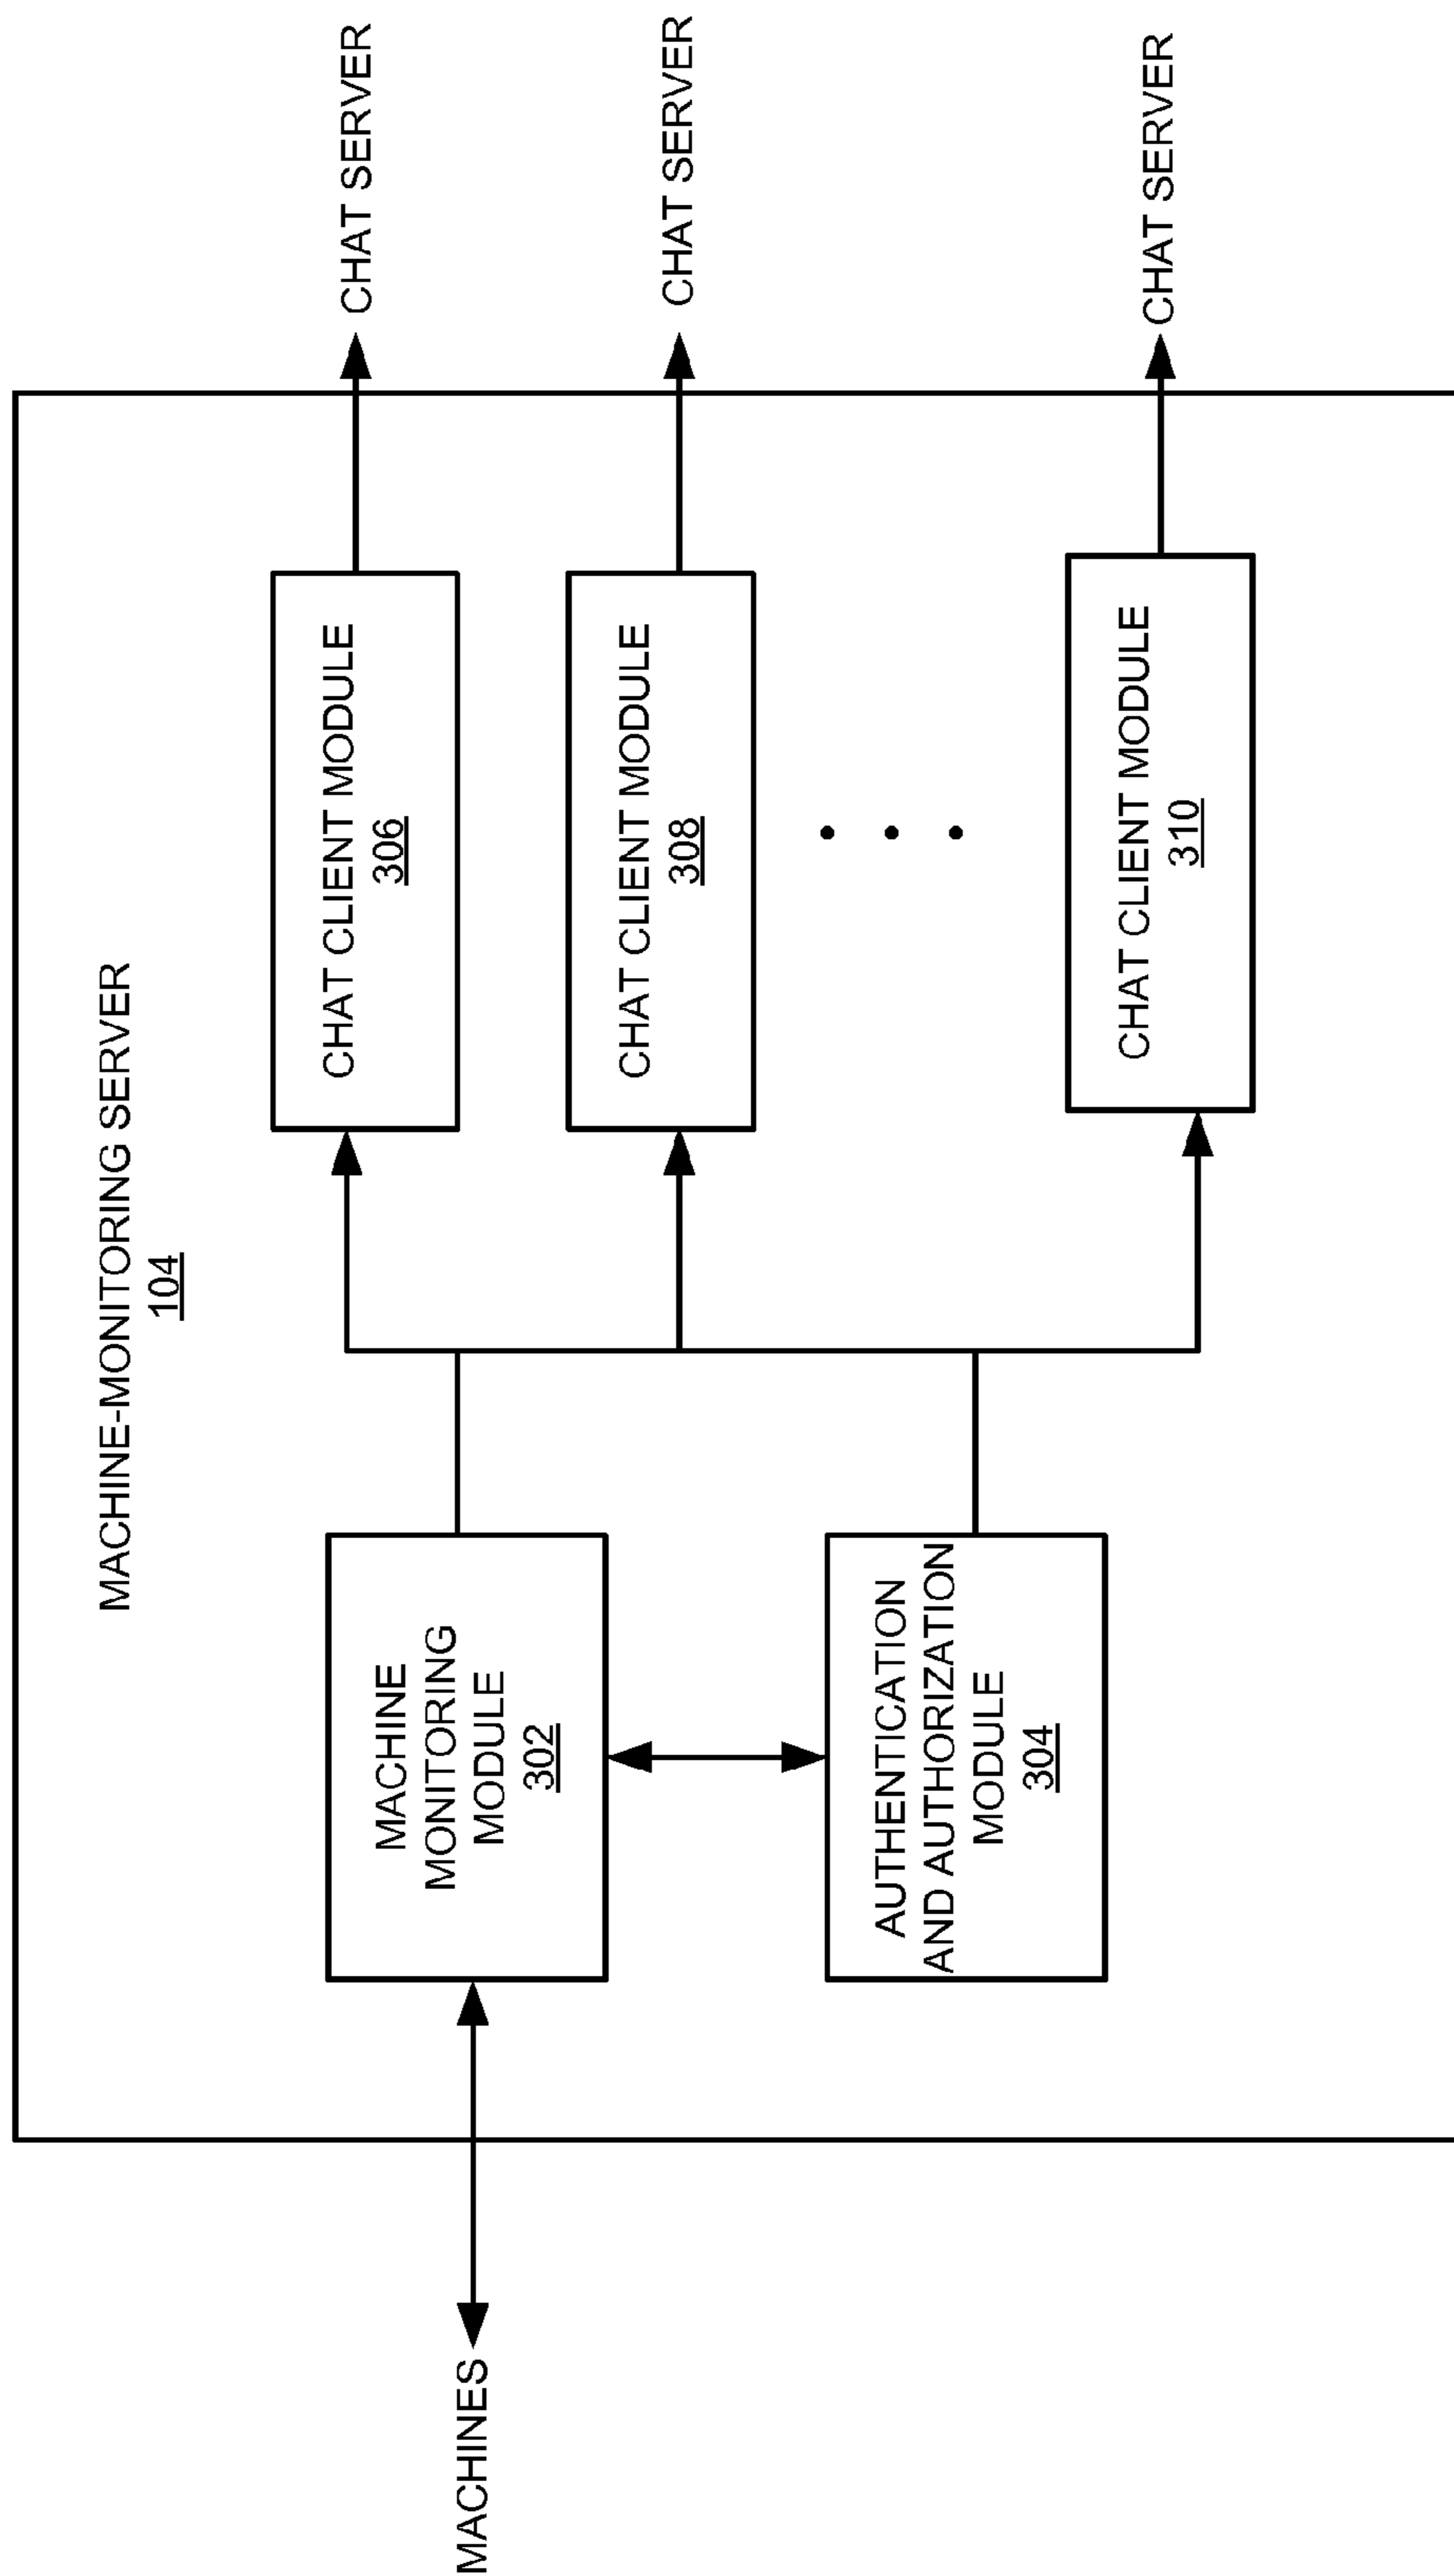 MACHINE-MONITORING SERVER
104
MACHINES
MACHINE
MONITORING
MODULE
302
AUTHENTICATION
AND AUTHORIZATION
MODULE
304
CHAT CLIENT MODULE
306
CHAT CLIENT MODULE
308
CHAT CLIENT MODULE
310
CHAT SERVER
CHAT SERVER
CHAT SERVER